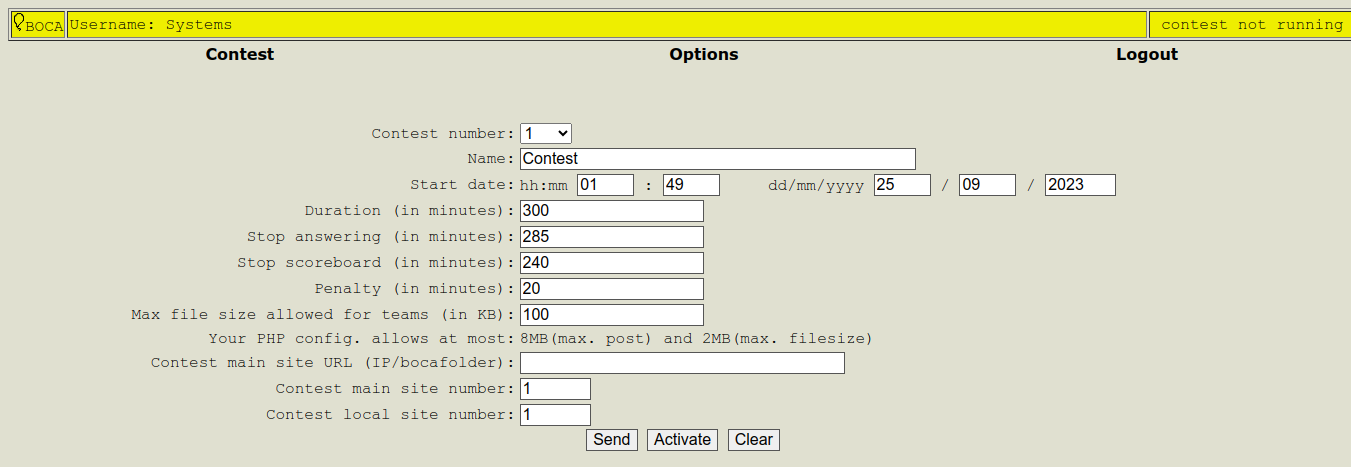 BOCA Username: Systems contest not running
Contest Options Logout
Contest number: 1
Name: Contest
Start date: hh:mm 01 : 49 dd/mm/yyyy 25 / 09 / 2023
Duration (in minutes): 300
Stop answering (in minutes): 285
Stop scoreboard (in minutes): 240
Penalty (in minutes): 20
Max file size allowed for teams (in KB): 100
Your PHP config. allows at most: 8MB(max. post) and 2MB(max. filesize)
Contest main site URL (IP/bocafolder):
Contest main site number: 1
Contest local site number: 1
Send Activate Clear